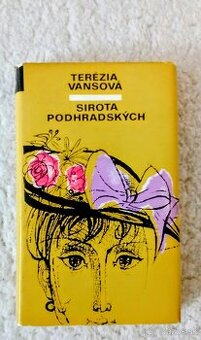 TERÉZIA
VANSOVÁ
SIROTA
PODHRADSKÝCH